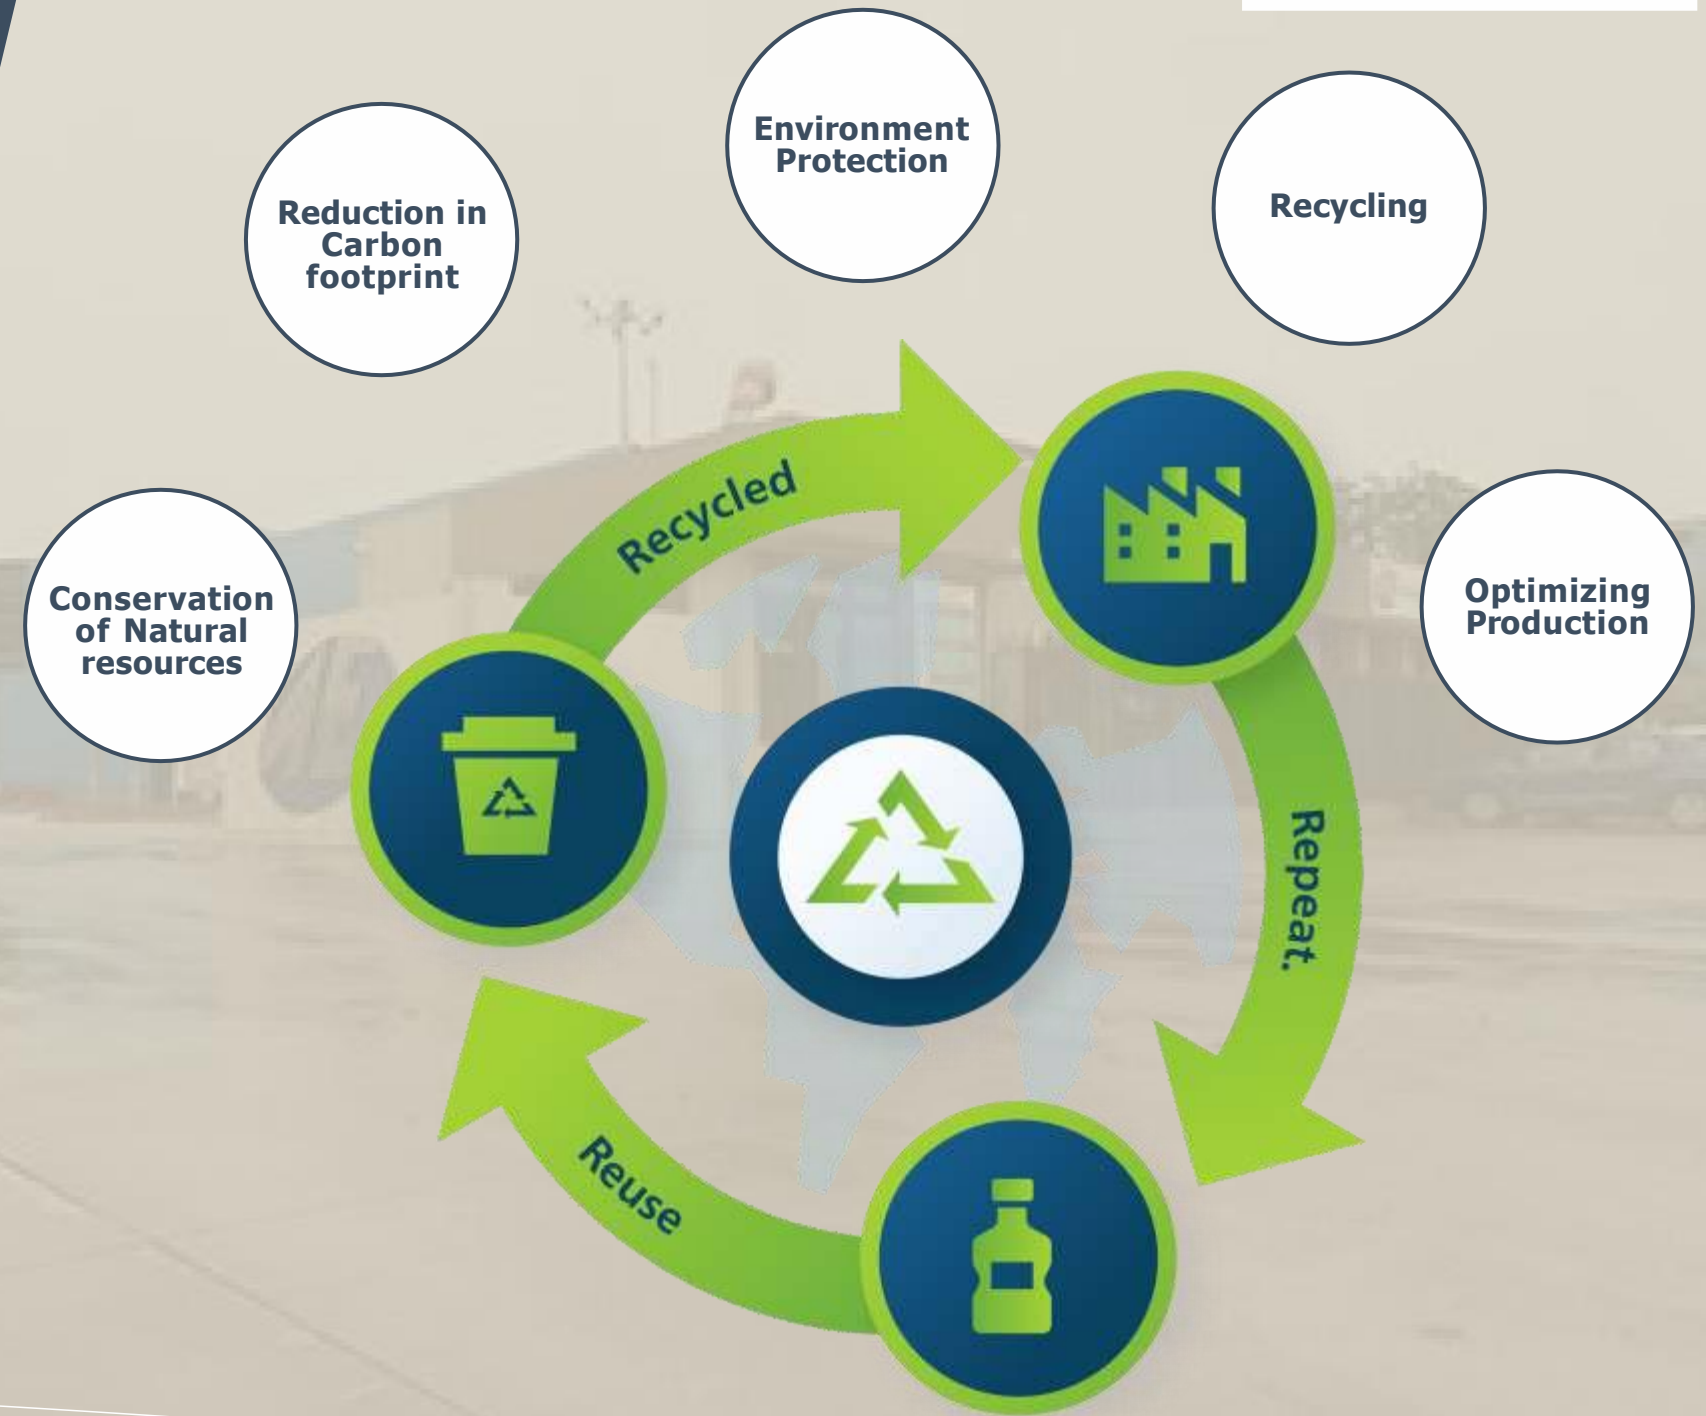 Environment
Protection
Reduction in
Carbon
footprint
Recycling
Conservation
of Natural
resources
Optimizing
Production
Recycled
Repeat.
Reuse